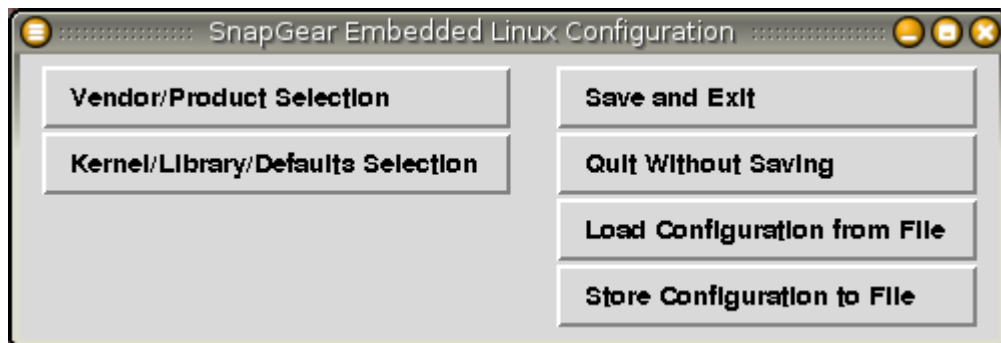 SnapGear Embedded Linux Configuration
Vendor/Product Selection
Kernel/Library/Defaults Selection
Save and Exit
Quit Without Saving
Load Configuration from File
Store Configuration to File